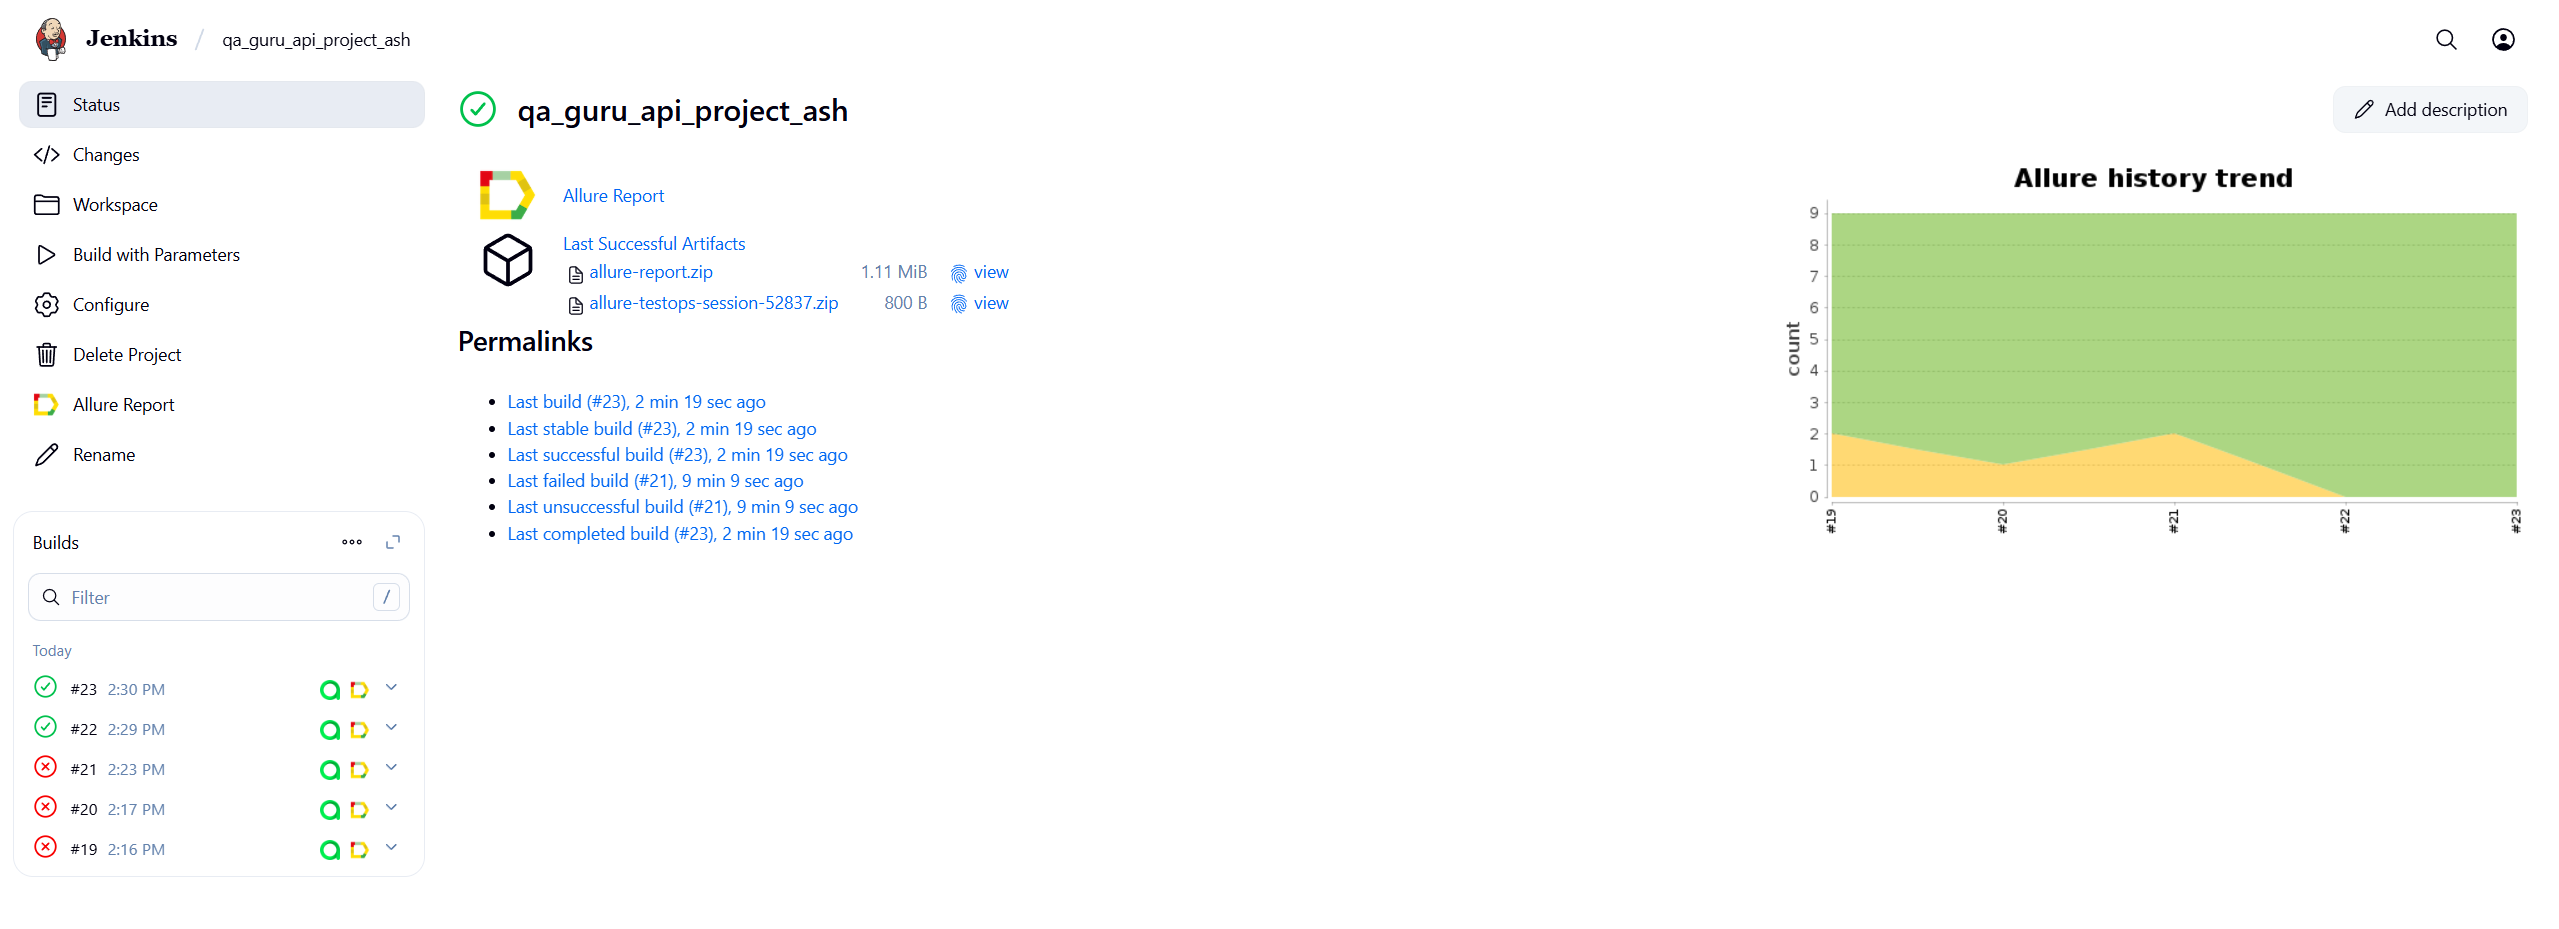 Jenkins / qa_guru_api_project_ash
Status
Changes
Workspace
Build with Parameters
Configure
Delete Project
Allure Report
Rename
Builds
Filter /
Today
#23 2:30 PM
#22 2:29 PM
#21 2:23 PM
#20 2:17 PM
#19 2:16 PM
qa_guru_api_project_ash
Add description
Allure Report
Last Successful Artifacts
allure-report.zip 1.11 MiB view
allure-testops-session-52837.zip 800 B view
Permalinks
Last build (#23), 2 min 19 sec ago
Last stable build (#23), 2 min 19 sec ago
Last successful build (#23), 2 min 19 sec ago
Last failed build (#21), 9 min 9 sec ago
Last unsuccessful build (#21), 9 min 9 sec ago
Last completed build (#23), 2 min 19 sec ago
Allure history trend
count
9
8
7
6
5
4
3
2
1
0
#19
#20
#21
#22
#23